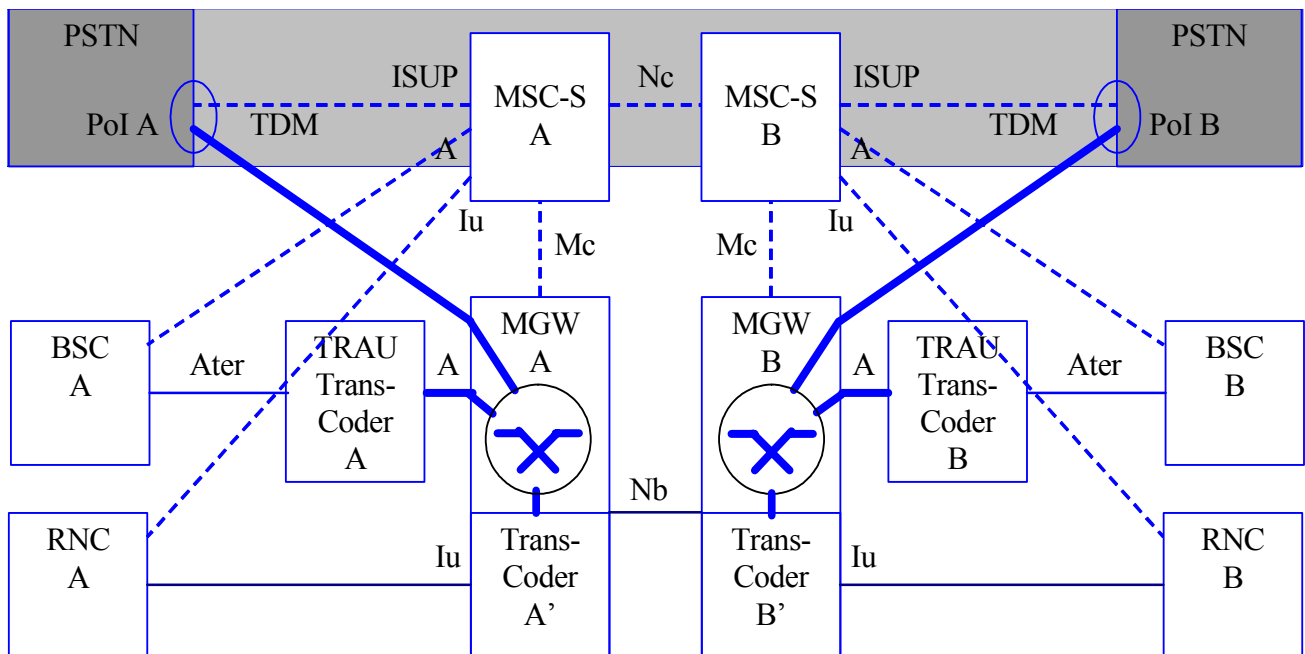 PSTN
PSTN
ISUP
Nc
ISUP
MSC-S
A
MSC-S
B
PoI A
TDM
TDM
PoI B
A
A
Iu
Iu
Mc
Mc
MGW
A
MGW
B
BSC
A
Ater
TRAU
Trans-
Coder
A
A
A
TRAU
Trans-
Coder
B
Ater
BSC
B
Nb
RNC
A
Iu
Trans-
Coder
A’
Trans-
Coder
B’
Iu
RNC
B